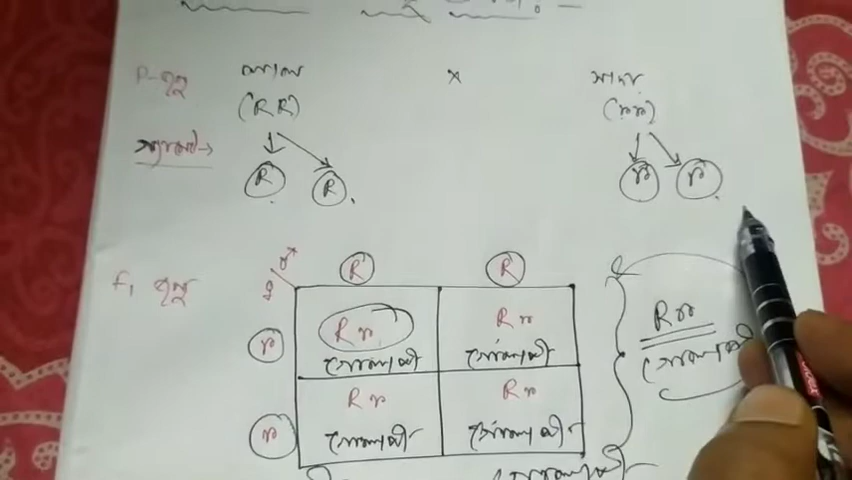 P-জনু লাল × সাদা
(RR) (rr)
গ্যামেট→ R R r r
F₁ জনু ♀ ♂ R R
r Rr Rr Rr
গোলাপী গোলাপী গোলাপী
r Rr Rr
গোলাপী গোলাপী
গোলাপী